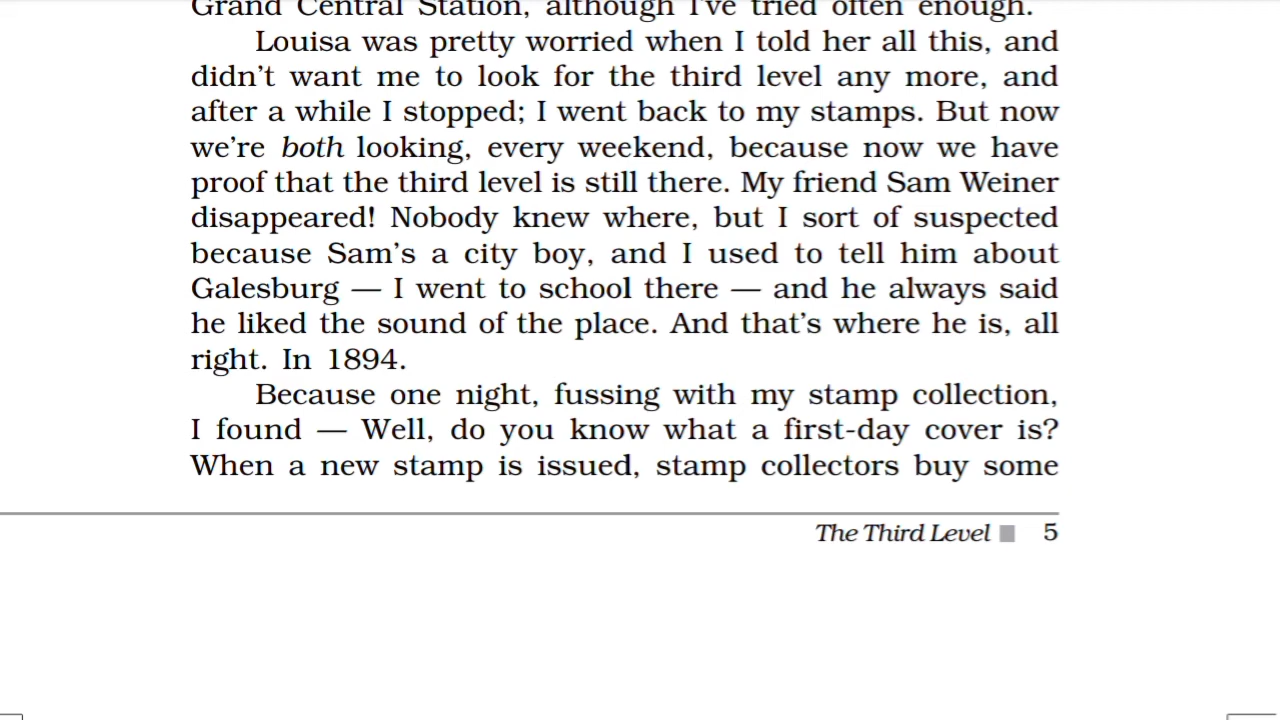 Grand Central Station, although I've tried often enough.
Louisa was pretty worried when I told her all this, and
didn't want me to look for the third level any more, and
after a while I stopped; I went back to my stamps. But now
we're both looking, every weekend, because now we have
proof that the third level is still there. My friend Sam Weiner
disappeared! Nobody knew where, but I sort of suspected
because Sam's a city boy, and I used to tell him about
Galesburg — I went to school there — and he always said
he liked the sound of the place. And that's where he is, all
right. In 1894.
Because one night, fussing with my stamp collection,
I found — Well, do you know what a first-day cover is?
When a new stamp is issued, stamp collectors buy some
The Third Level ■ 5